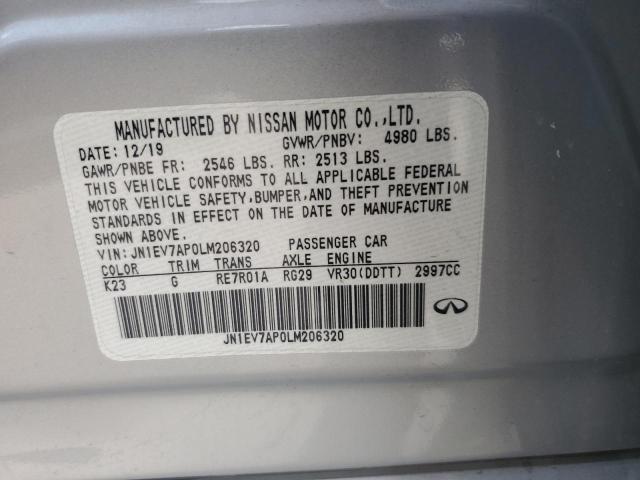 MANUFACTURED BY NISSAN MOTOR CO.,LTD.
DATE: 12/19 GVWR/PNBV: 4980 LBS.
GAWR/PNBE FR: 2546 LBS. RR: 2513 LBS.
THIS VEHICLE CONFORMS TO ALL APPLICABLE FEDERAL
MOTOR VEHICLE SAFETY,BUMPER,AND THEFT PREVENTION
STANDARDS IN EFFECT ON THE DATE OF MANUFACTURE
SHOWN ABOVE.
VIN: JN1EV7AP0LM206320 PASSENGER CAR
COLOR TRIM TRANS AXLE ENGINE
K23 G RE7R01A RG29 VR30(DDTT) 2997CC
JN1EV7AP0LM206320